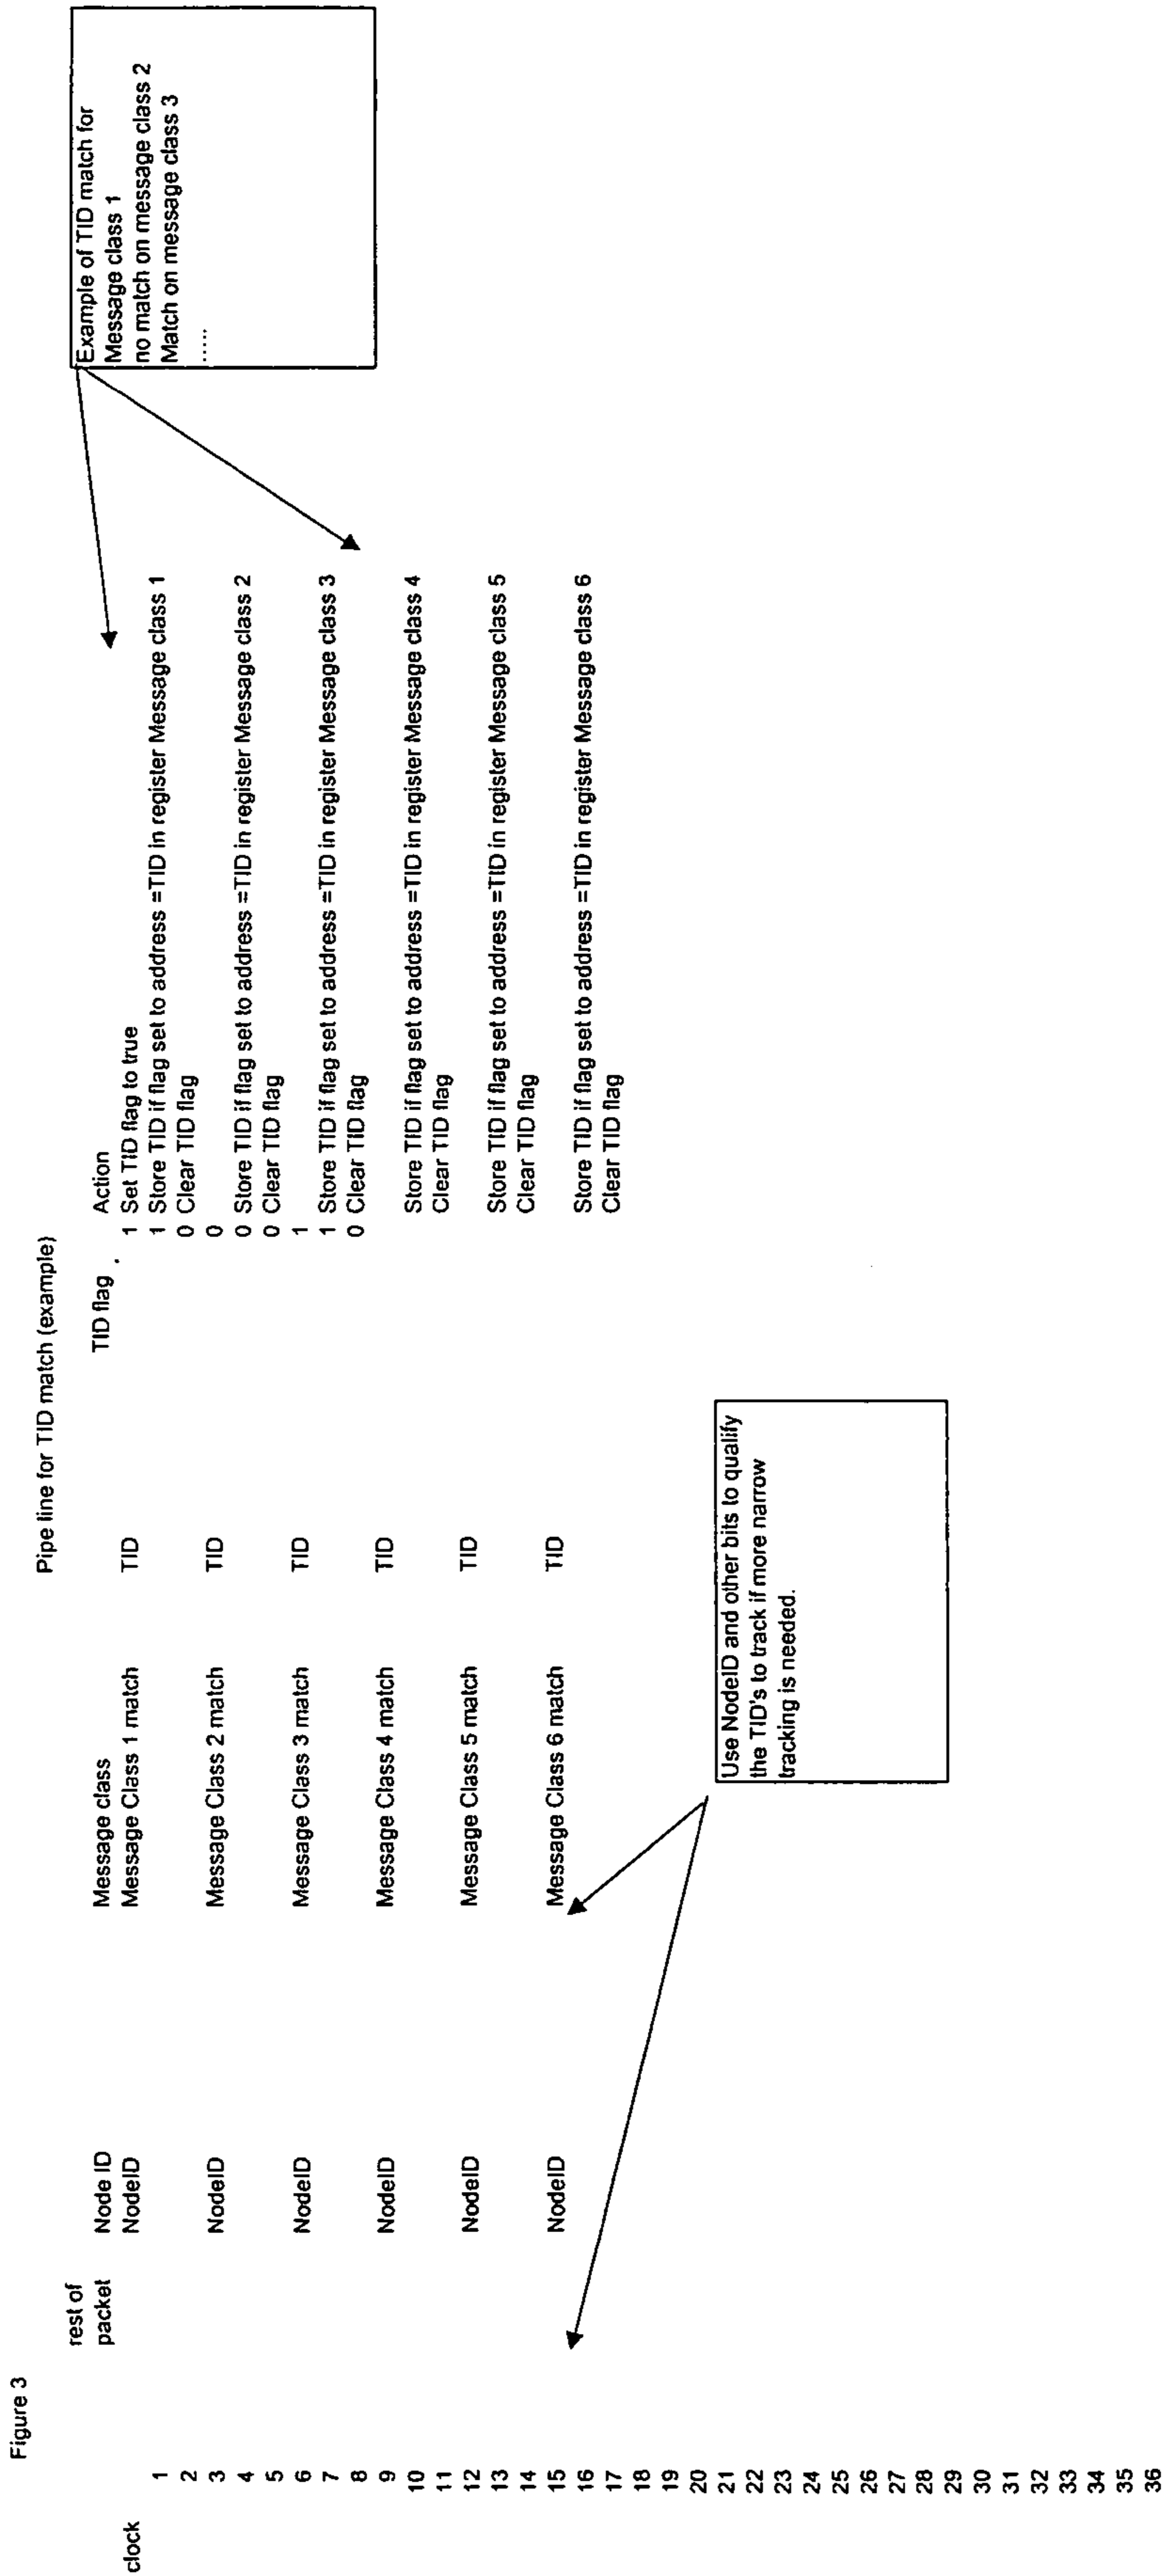 Figure 3
Pipe line for TID match (example)
rest of
packet Node ID Message class TID flag Action
clock NodeID Message Class 1 match TID 1 Set TID flag to true
1 1 Store TID if flag set to address =TID in register Message class 1
2 0 Clear TID flag
3 NodeID Message Class 2 match TID 0
4 0 Store TID if flag set to address =TID in register Message class 2
5 0 Clear TID flag
6 NodeID Message Class 3 match TID 1
7 1 Store TID if flag set to address =TID in register Message class 3
8 0 Clear TID flag
9 NodeID Message Class 4 match TID
10 Store TID if flag set to address =TID in register Message class 4
11 Clear TID flag
12 NodeID Message Class 5 match TID
13 Store TID if flag set to address =TID in register Message class 5
14 Clear TID flag
15 NodeID Message Class 6 match TID
16 Store TID if flag set to address =TID in register Message class 6
17 Clear TID flag
18
19
20
21
22
23
24
25
26
27
28
29
30
31
32
33
34
35
36
Example of TID match for
Message class 1
no match on message class 2
Match on message class 3
.....
Use NodeID and other bits to qualify
the TID's to track if more narrow
tracking is needed.